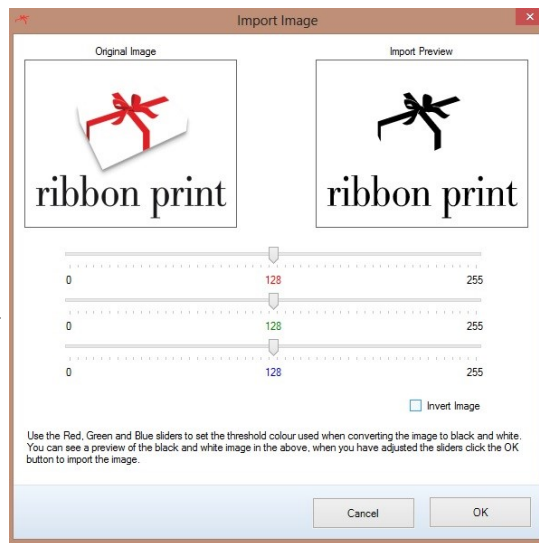 Import Image
Original Image
Import Preview
ribbon print
ribbon print
0 128 255
0 128 255
0 128 255
Invert Image
Use the Red, Green and Blue sliders to set the threshold colour used when converting the image to black and white.
You can see a preview of the black and white image in the above, when you have adjusted the sliders click the OK
button to import the image.
Cancel
OK